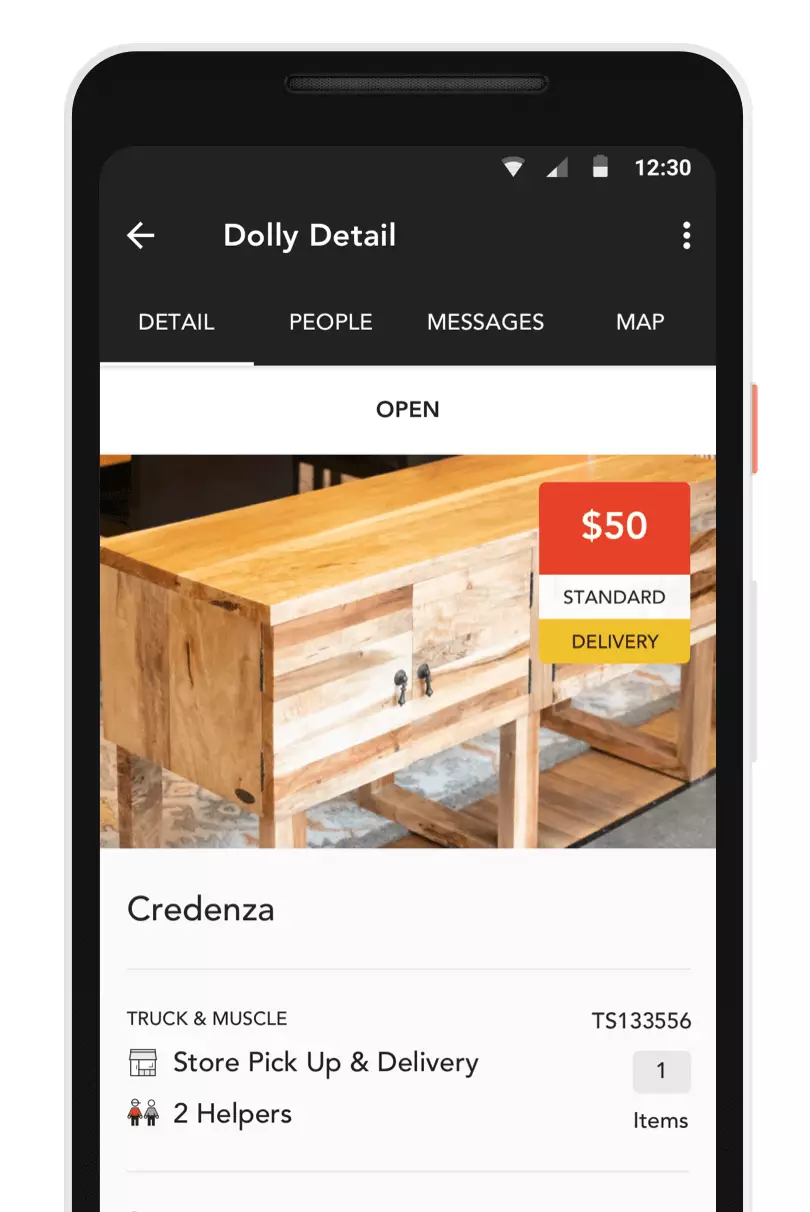 12:30
Dolly Detail
DETAIL PEOPLE MESSAGES MAP
OPEN
$50
STANDARD
DELIVERY
Credenza
TRUCK & MUSCLE
TS133556
Store Pick Up & Delivery
1
2 Helpers
Items